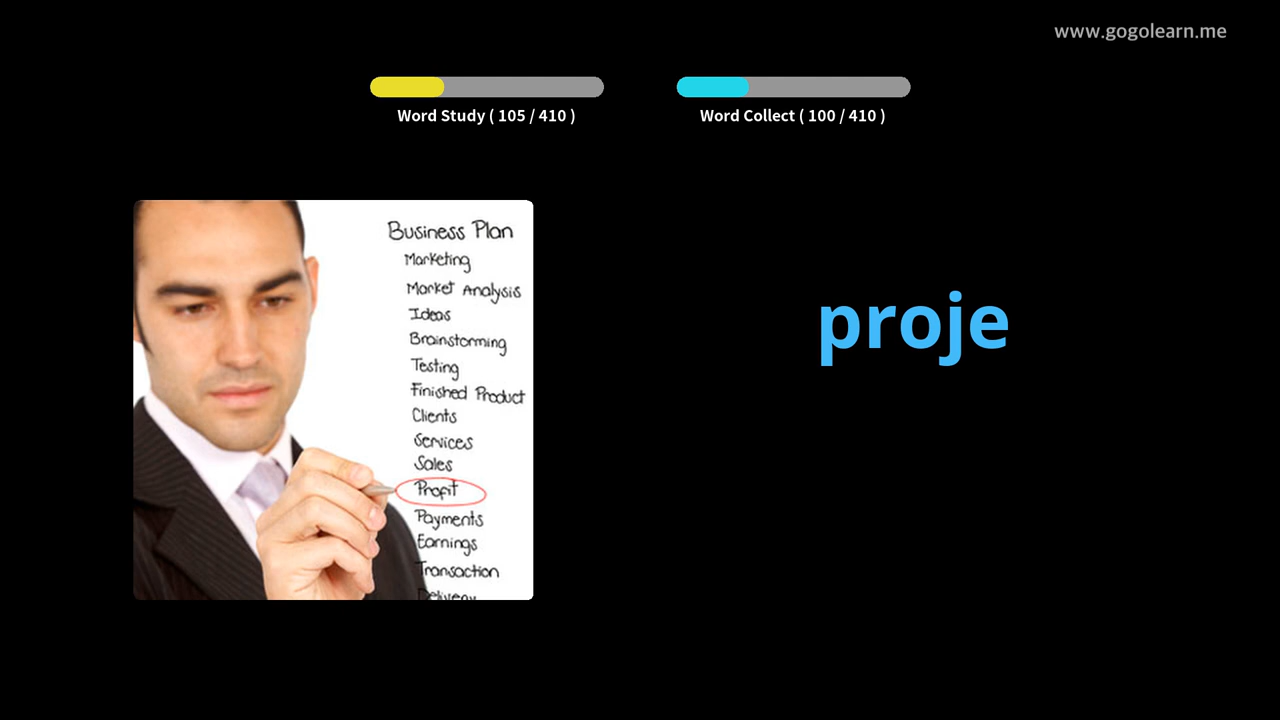 www.gogolearn.me
Word Study ( 105 / 410 )
Word Collect ( 100 / 410 )
Business Plan
Marketing
Market Analysis
Ideas
Brainstorming
Testing
Finished Product
Clients
Services
Sales
Profit
Payments
Earnings
Transaction
Delivery
proje